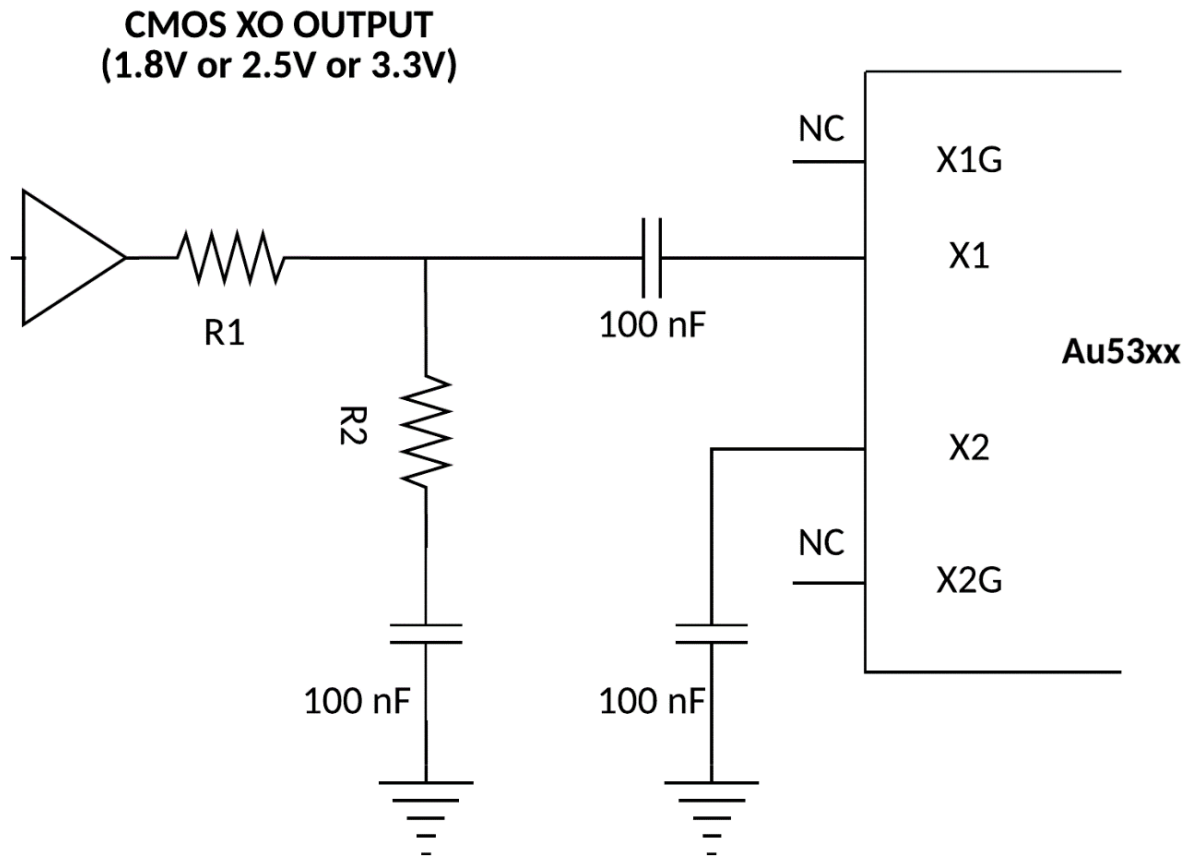 CMOS XO OUTPUT
(1.8V or 2.5V or 3.3V)
NC
X1G
X1
R1
100 nF
Au53xx
R2
X2
NC
X2G
100 nF
100 nF